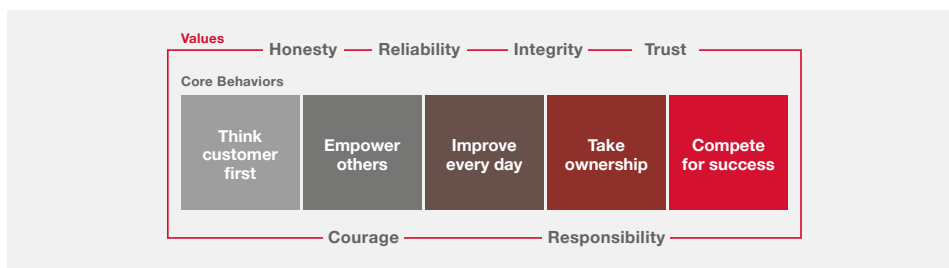 Values
Honesty Reliability Integrity Trust
Core Behaviors
Think
customer
first
Empower
others
Improve
every day
Take
ownership
Compete
for success
Courage Responsibility